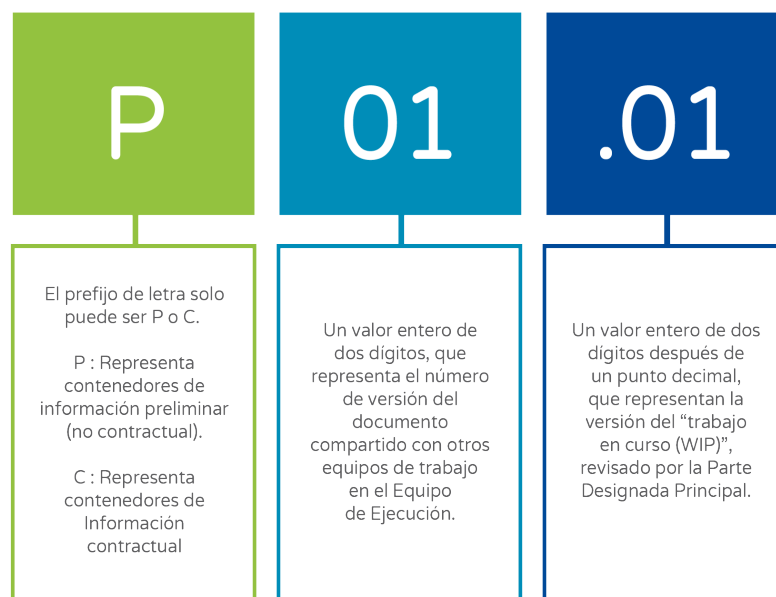 P
01
.01
El prefijo de letra solo
puede ser P o C.
P : Representa
contenedores de
información preliminar
(no contractual).
C : Representa
contenedores de
Información
contractual
Un valor entero de
dos dígitos, que
representa el número
de versión del
documento
compartido con otros
equipos de trabajo
en el Equipo
de Ejecución.
Un valor entero de dos
dígitos después de
un punto decimal,
que representan la
versión del “trabajo
en curso (WIP)”,
revisado por la Parte
Designada Principal.